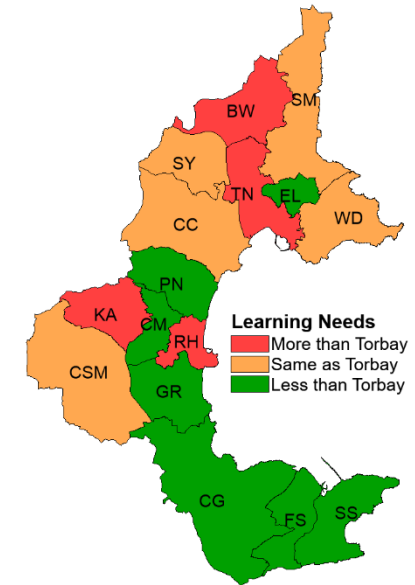 SM
BW
SY
TN
EL
CC
WD
PN
KA
CM
RH
CSM
GR
Learning Needs
More than Torbay
Same as Torbay
Less than Torbay
CG
FS
SS